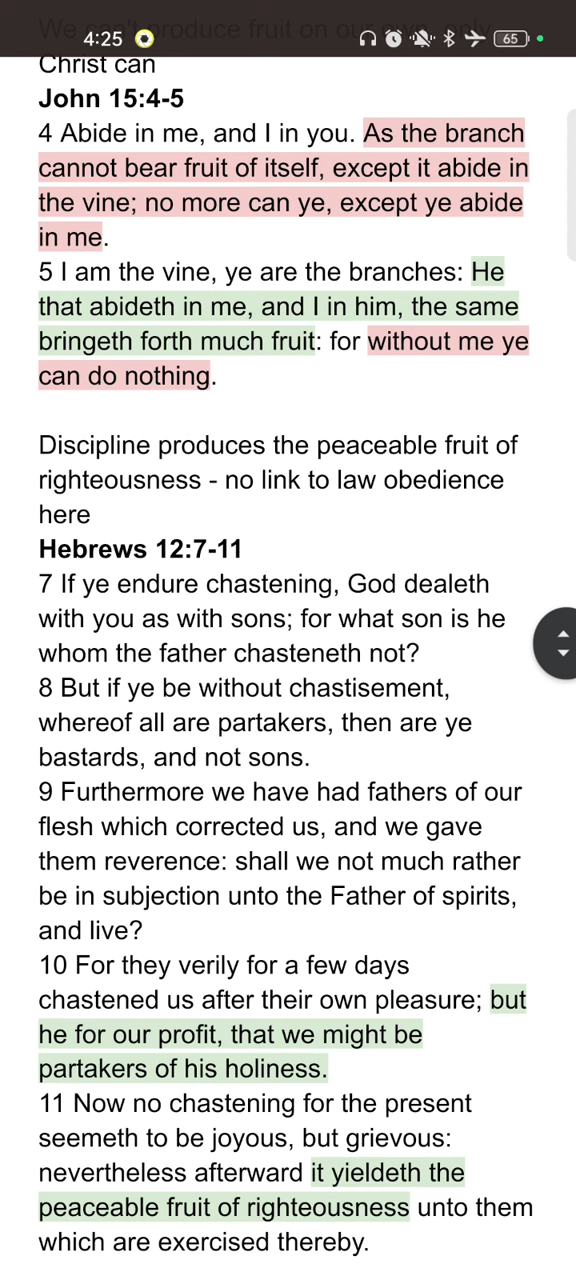 We can't produce fruit on our own, only
4:25
65
Christ can
John 15:4-5
4 Abide in me, and I in you. As the branch
cannot bear fruit of itself, except it abide in
the vine; no more can ye, except ye abide
in me.
5 I am the vine, ye are the branches: He
that abideth in me, and I in him, the same
bringeth forth much fruit: for without me ye
can do nothing.
Discipline produces the peaceable fruit of
righteousness - no link to law obedience
here
Hebrews 12:7-11
7 If ye endure chastening, God dealeth
with you as with sons; for what son is he
whom the father chasteneth not?
8 But if ye be without chastisement,
whereof all are partakers, then are ye
bastards, and not sons.
9 Furthermore we have had fathers of our
flesh which corrected us, and we gave
them reverence: shall we not much rather
be in subjection unto the Father of spirits,
and live?
10 For they verily for a few days
chastened us after their own pleasure; but
he for our profit, that we might be
partakers of his holiness.
11 Now no chastening for the present
seemeth to be joyous, but grievous:
nevertheless afterward it yieldeth the
peaceable fruit of righteousness unto them
which are exercised thereby.